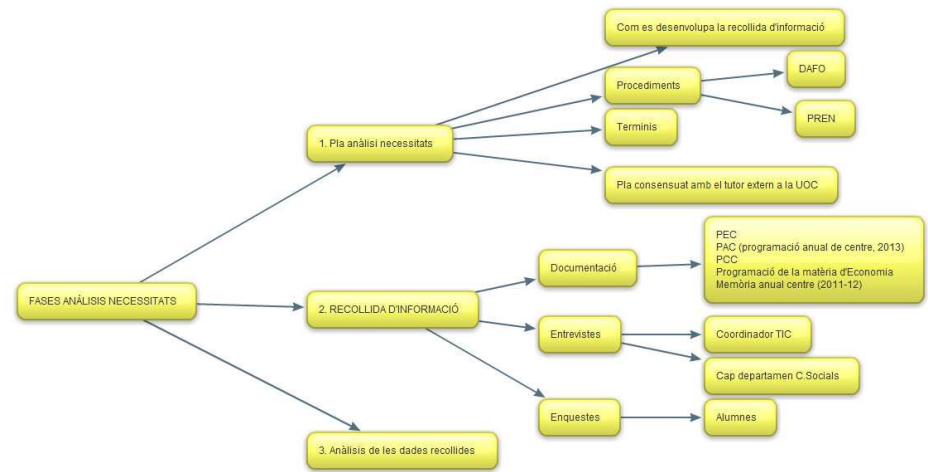 FASES ANÀLISIS NECESSITATS
1. Pla anàlisi necessitats
Com es desenvolupa la recollida d'informació
Procediments
DAFO
PREN
Terminis
Pla consensuat amb el tutor extern a la UOC
2. RECOLLIDA D'INFORMACIÓ
Documentació
PEC
PAC (programació anual de centre, 2013)
PCC
Programació de la matèria d'Economia
Memòria anual centre (2011-12)
Entrevistes
Coordinador TIC
Cap departamen C.Socials
Enquestes
Alumnes
3. Anàlisis de les dades recollides